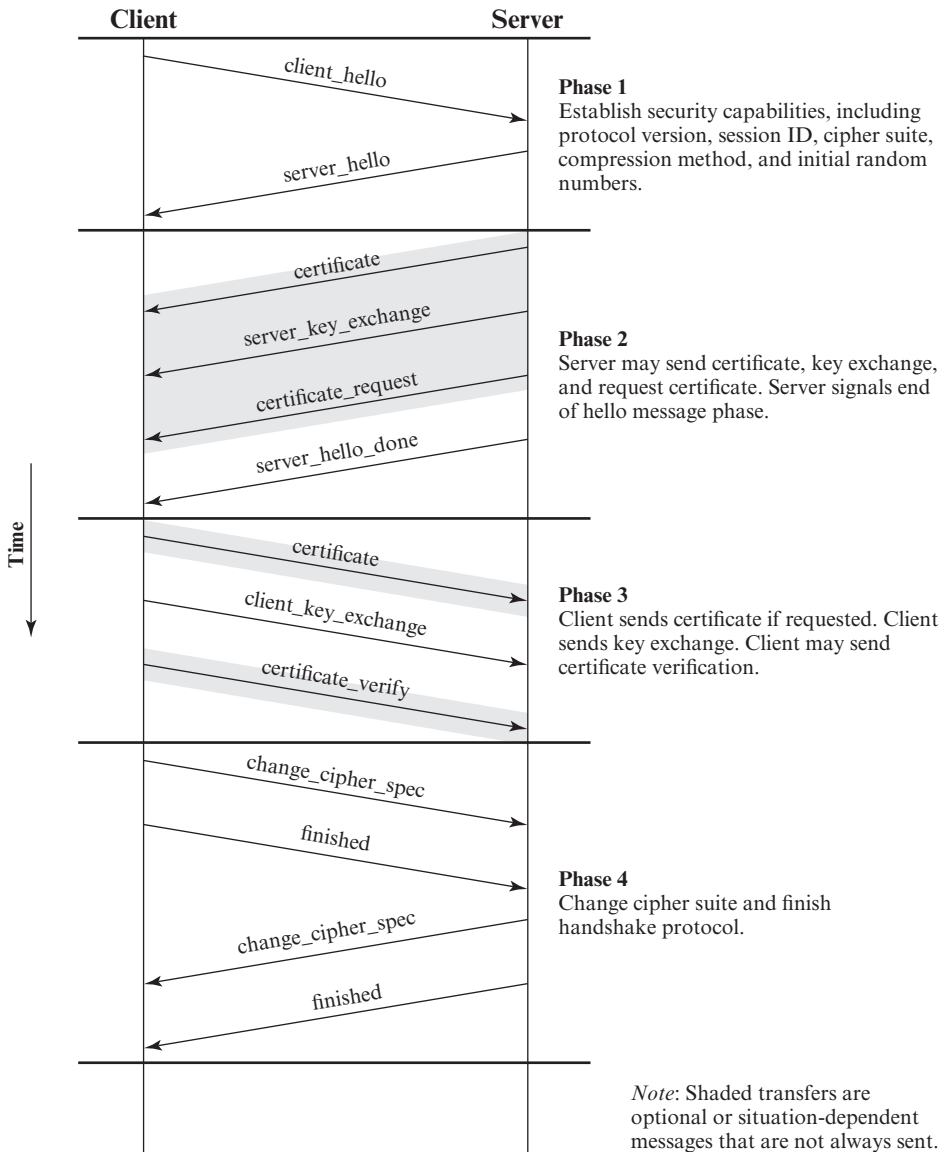 Client
Server
client_hello
Phase 1
Establish security capabilities, including
protocol version, session ID, cipher suite,
compression method, and initial random
numbers.
server_hello
certificate
server_key_exchange
Phase 2
Server may send certificate, key exchange,
and request certificate. Server signals end
of hello message phase.
certificate_request
server_hello_done
Time
certificate
client_key_exchange
Phase 3
Client sends certificate if requested. Client
sends key exchange. Client may send
certificate verification.
certificate_verify
change_cipher_spec
finished
Phase 4
Change cipher suite and finish
handshake protocol.
change_cipher_spec
finished
Note: Shaded transfers are
optional or situation-dependent
messages that are not always sent.